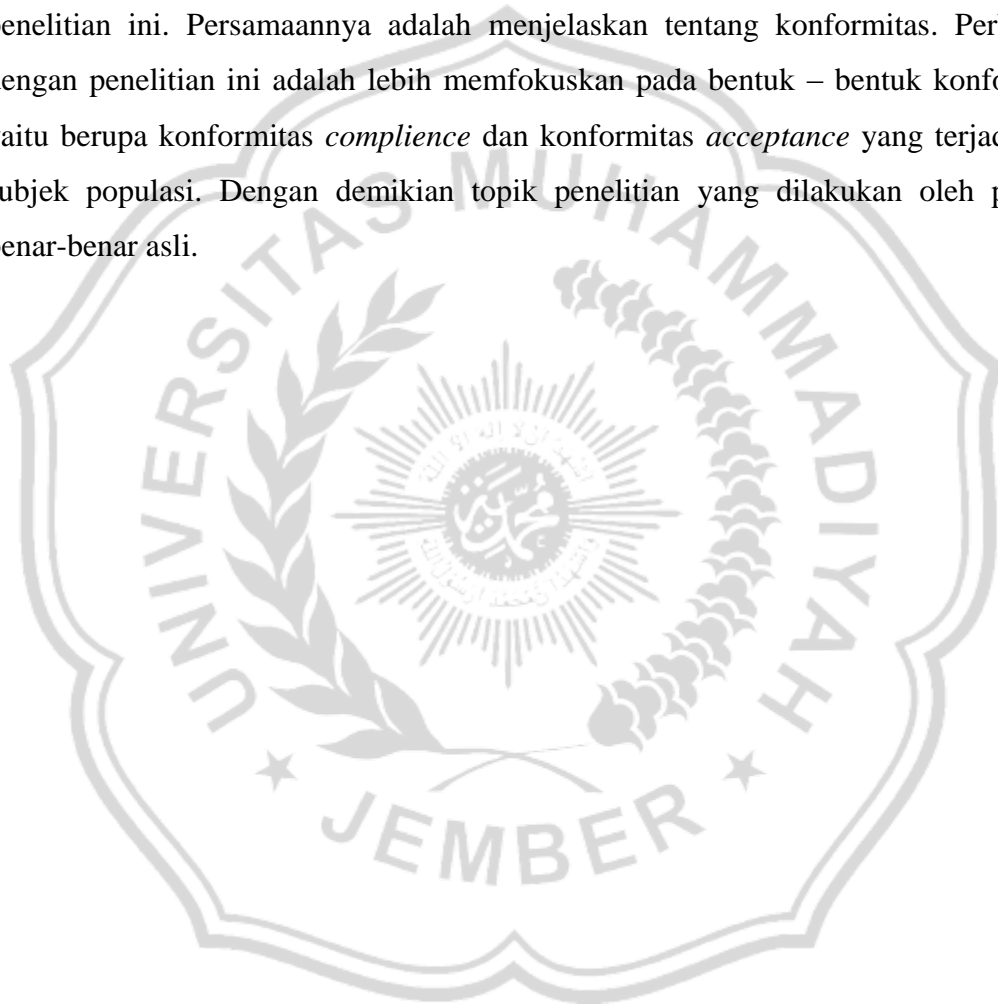 penelitian ini. Persamaannya adalah menjelaskan tentang konformitas. Per
dengan penelitian ini adalah lebih memfokuskan pada bentuk – bentuk konfo
yaitu berupa konformitas complience dan konformitas acceptance yang terjad
subjek populasi. Dengan demikian topik penelitian yang dilakukan oleh p
benar-benar asli.
UNIVERSITAS MUHAMMADIYAH
JEMBER